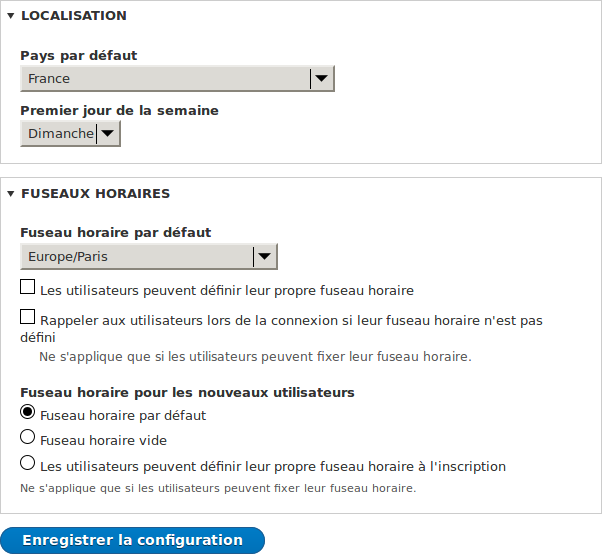 LOCALISATION
Pays par défaut
France
Premier jour de la semaine
Dimanche
FUSEAUX HORAIRES
Fuseau horaire par défaut
Europe/Paris
Les utilisateurs peuvent définir leur propre fuseau horaire
Rappeler aux utilisateurs lors de la connexion si leur fuseau horaire n'est pas
défini
Ne s'applique que si les utilisateurs peuvent fixer leur fuseau horaire.
Fuseau horaire pour les nouveaux utilisateurs
Fuseau horaire par défaut
Fuseau horaire vide
Les utilisateurs peuvent définir leur propre fuseau horaire à l'inscription
Ne s'applique que si les utilisateurs peuvent fixer leur fuseau horaire.
Enregistrer la configuration